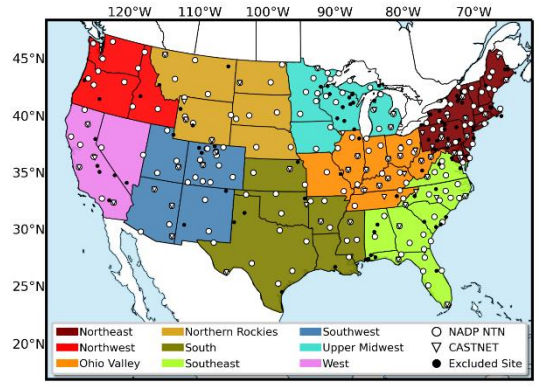 120°W 110°W 100°W 90°W 80°W 70°W
45°N
40°N
35°N
30°N
25°N
20°N
Northeast Northern Rockies Southwest NADP NTN
Northwest South Upper Midwest CASTNET
Ohio Valley Southeast West Excluded Site